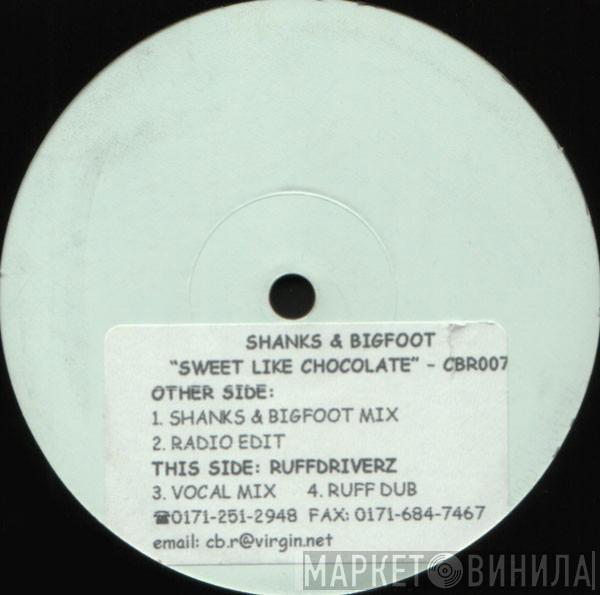 SHANKS & BIGFOOT
"SWEET LIKE CHOCOLATE" - CBR007
OTHER SIDE:
1. SHANKS & BIGFOOT MIX
2. RADIO EDIT
THIS SIDE: RUFFDRIVERZ
3. VOCAL MIX 4. RUFF DUB
☎0171-251-2948 FAX: 0171-684-7467
email: cb.r@virgin.net
МАРКЕТ ВИНИЛА